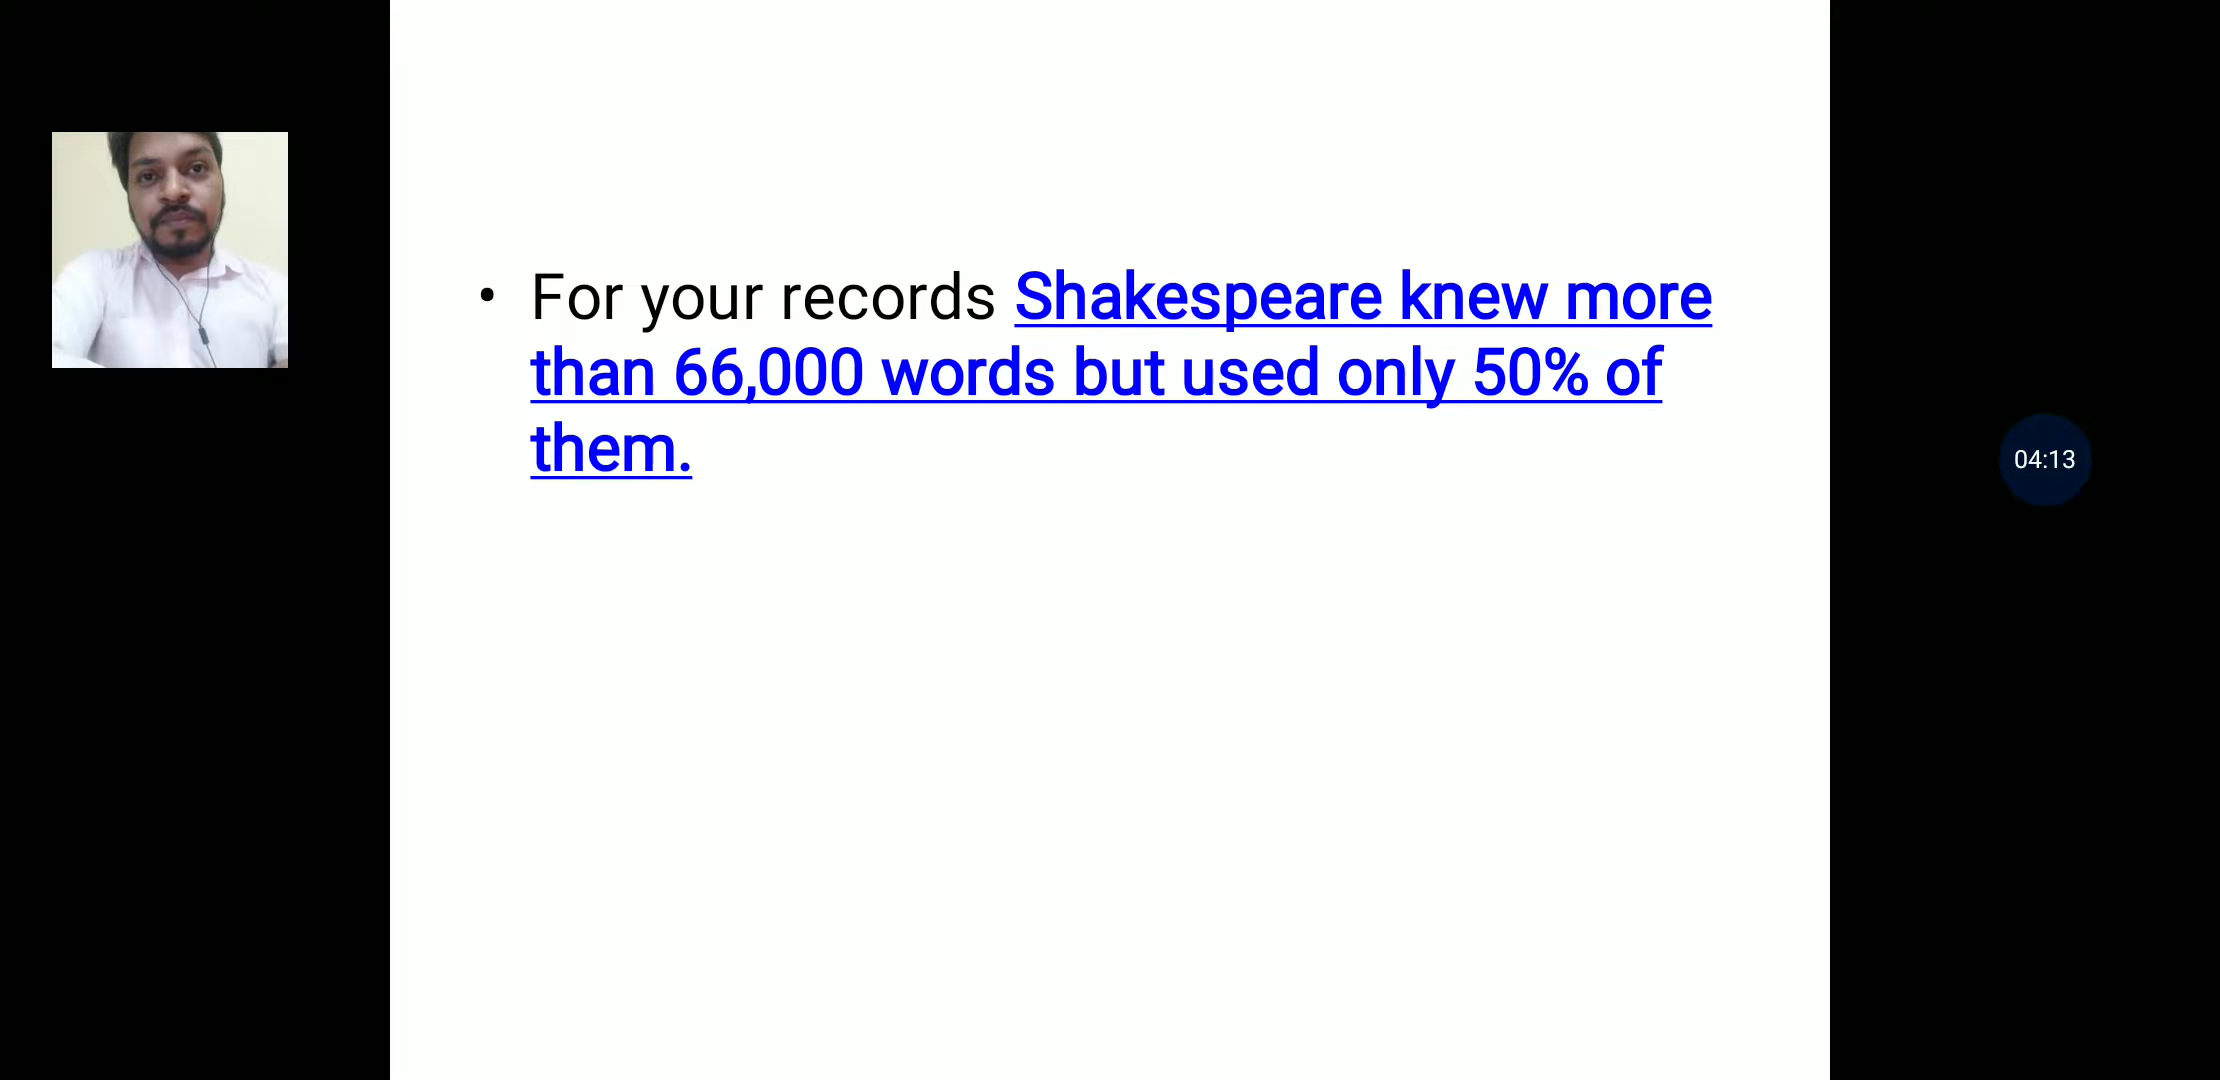 • For your records Shakespeare knew more
than 66,000 words but used only 50% of
them.
04:13